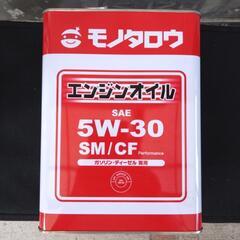 モノタロウ
エンジンオイル
SAE
5W-30
SM/CF Performance
ガソリン・ディーゼル兼用